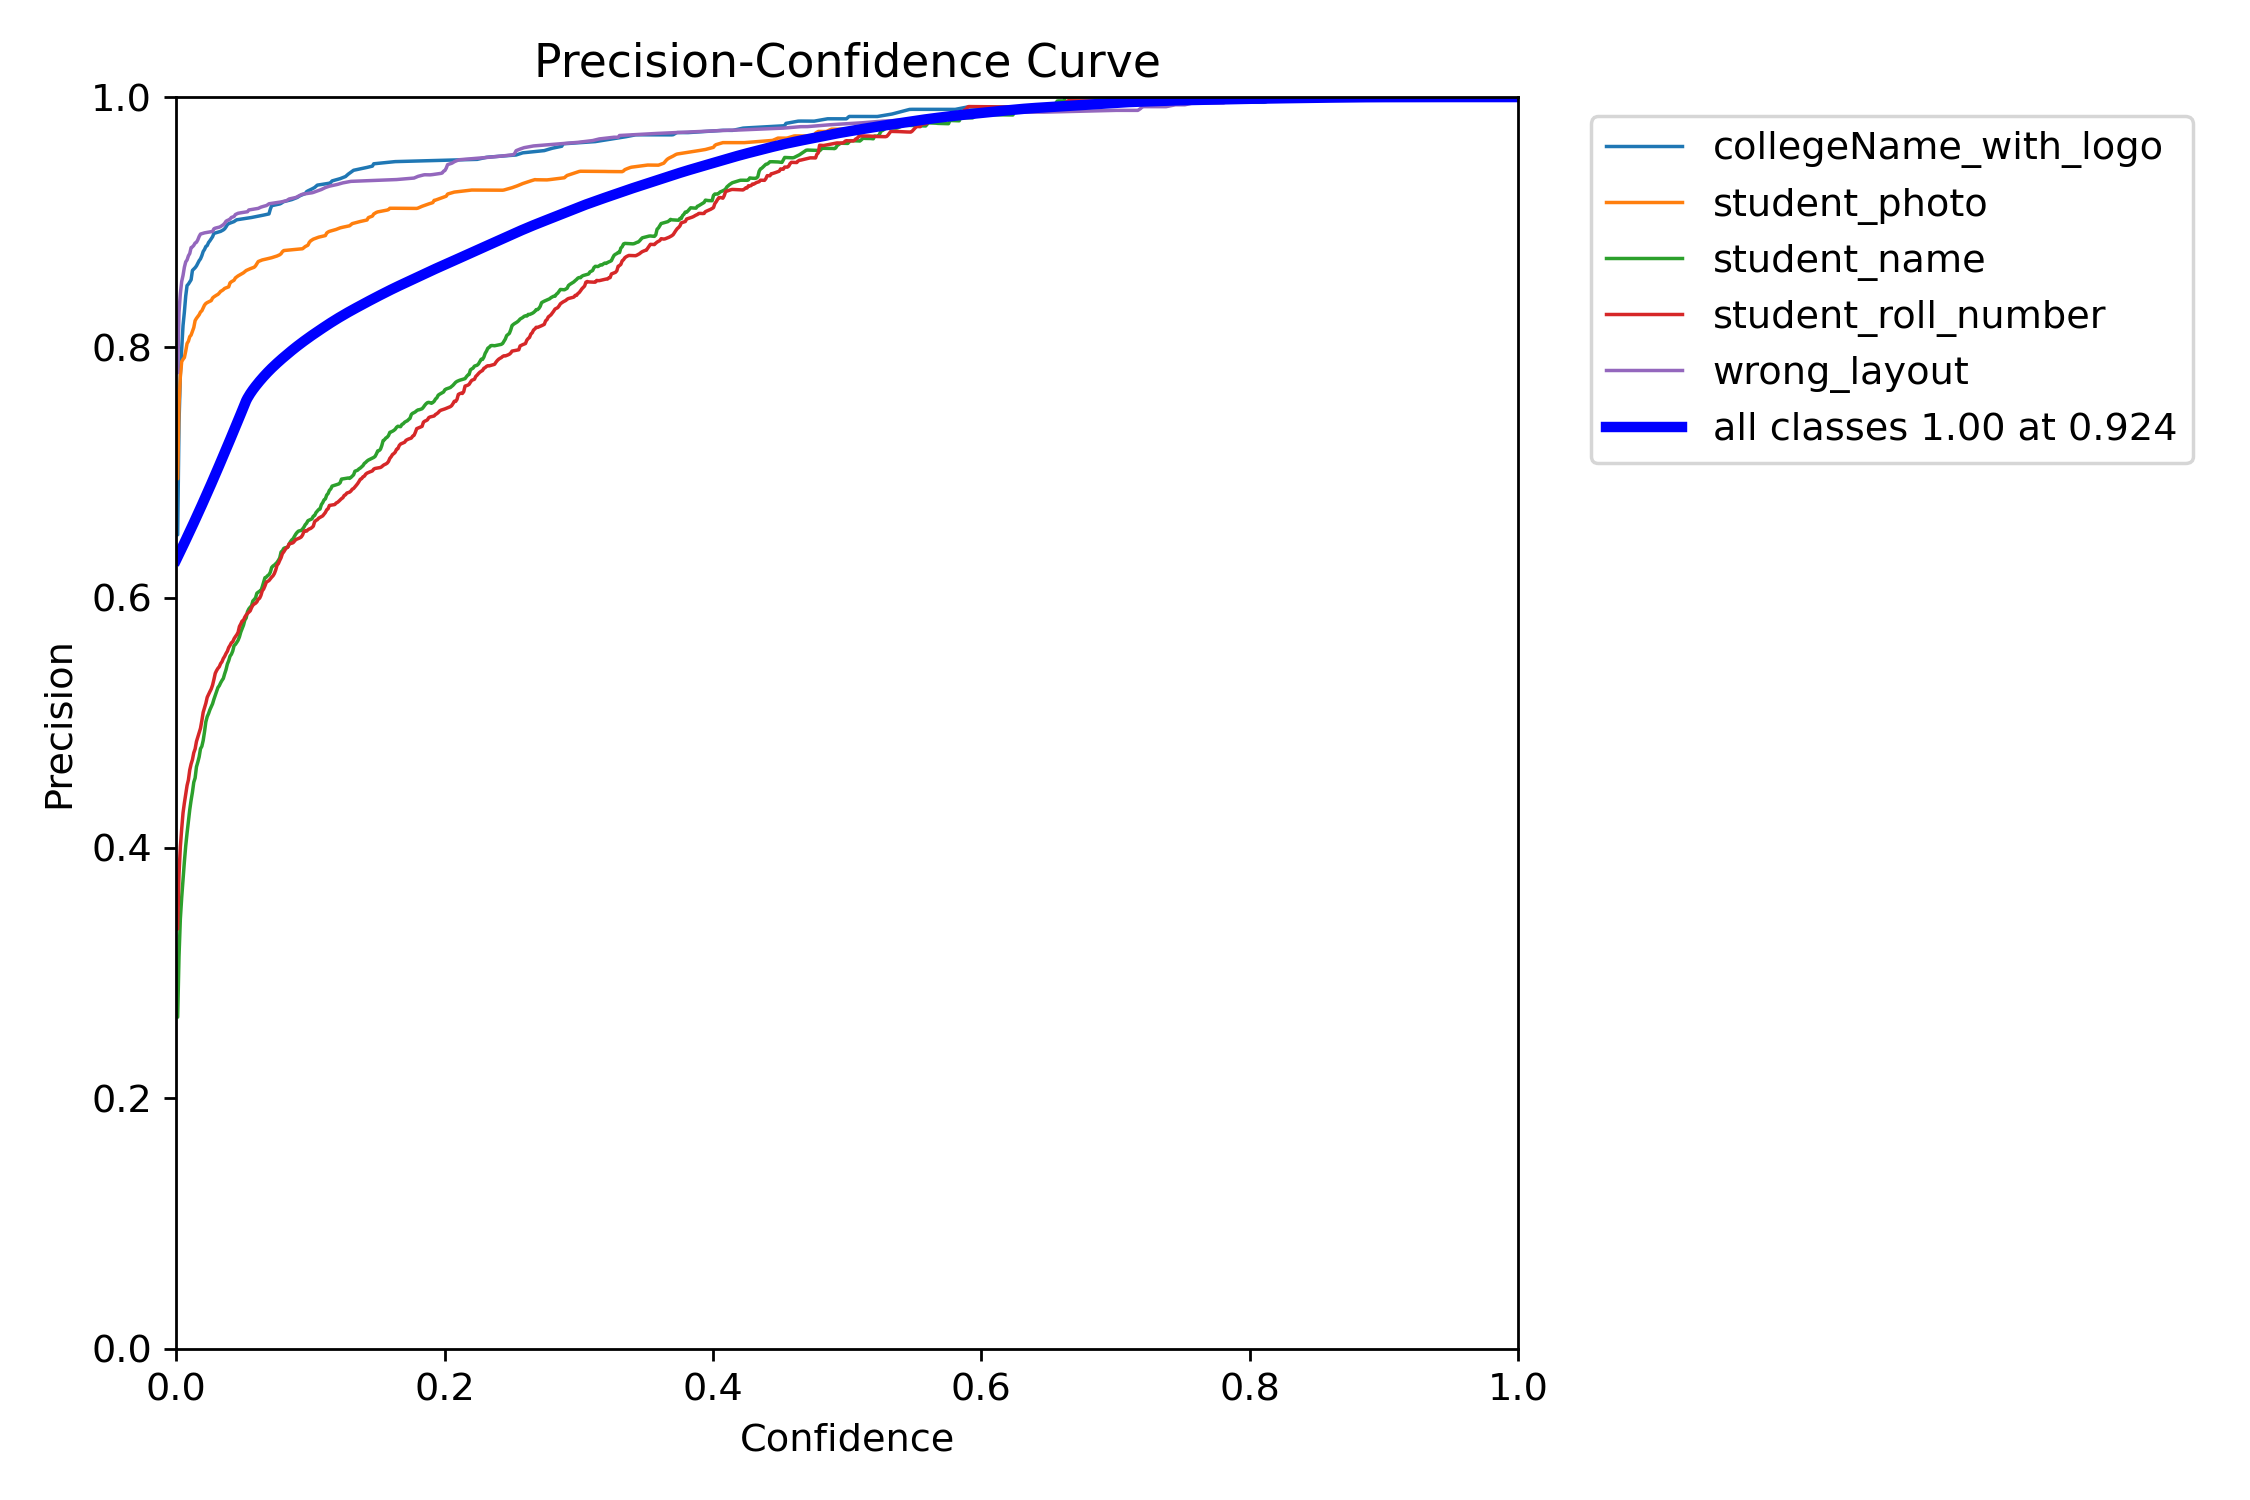 Precision-Confidence Curve
1.0
0.8
0.6
0.4
0.2
0.0
Precision
0.0 0.2 0.4 0.6 0.8 1.0
Confidence
collegeName_with_logo
student_photo
student_name
student_roll_number
wrong_layout
all classes 1.00 at 0.924